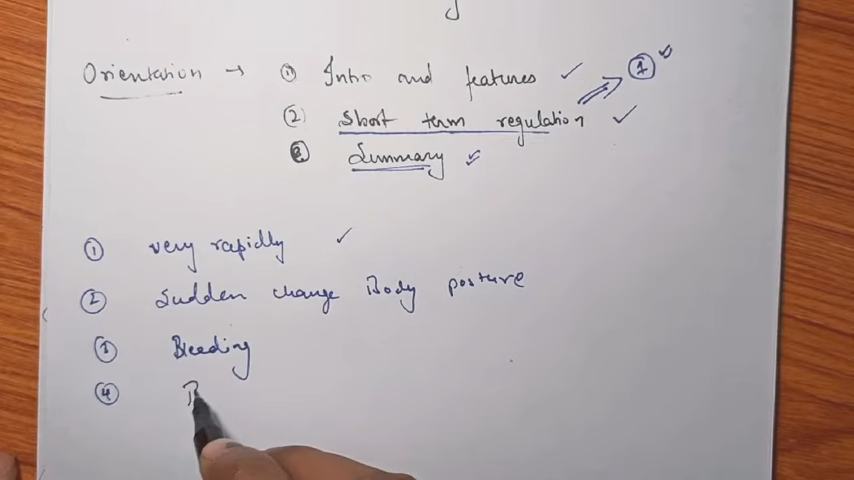 Orientation → ① Intro and features ✓
② Short term regulation ✓ ①
③ Summary
① very rapidly ✓
② Sudden change Body posture
③ Bleeding
④